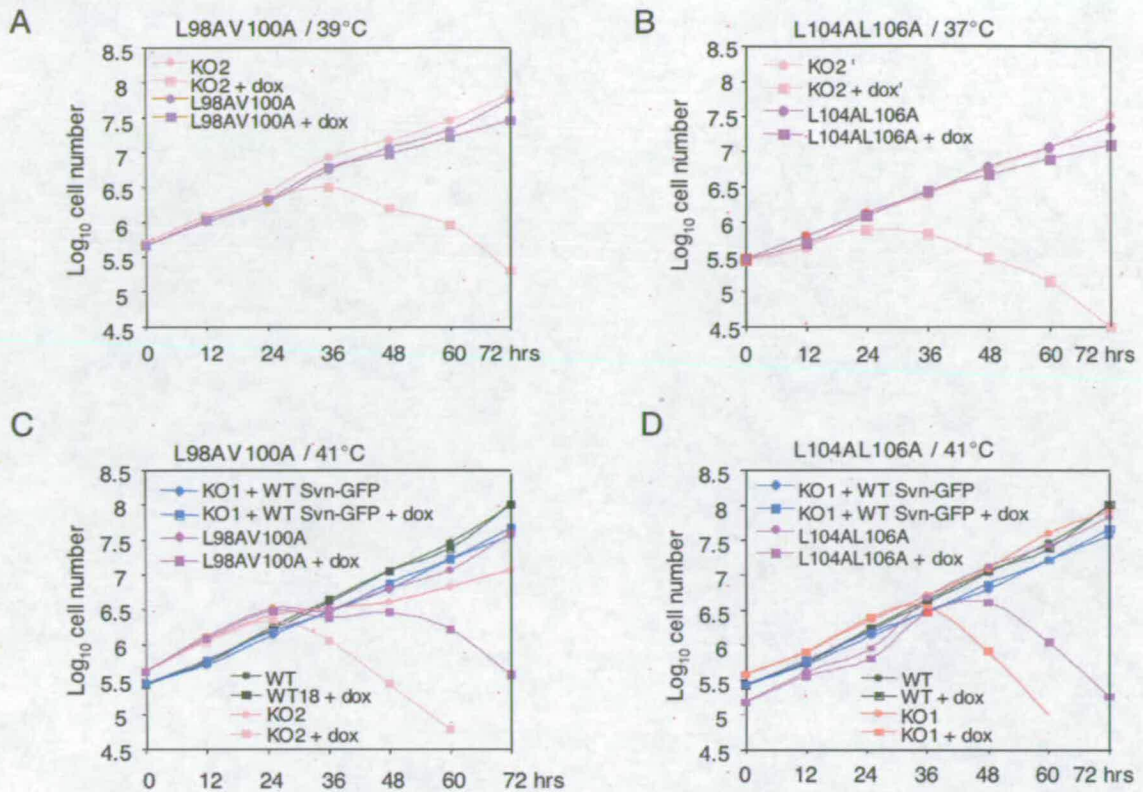 A
L98AV100A / 39°C
Log10 cell number
8.5
7.5
7
6.5
6
5.5
5
4.5
KO2
KO2 + dox
L98AV100A
L98AV100A + dox
0 12 24 36 48 60 72 hrs
B
L104AL106A / 37°C
Log10 cell number
8.5
7.5
7
6.5
6
5.5
5
4.5
KO2'
KO2 + dox'
L104AL106A
L104AL106A + dox
0 12 24 36 48 60 72 hrs
C
L98AV100A / 41°C
Log10 cell number
8.5
8
7.5
7
6.5
6
5.5
5
4.5
KO1 + WT Svn-GFP
KO1 + WT Svn-GFP + dox
L98AV100A
L98AV100A + dox
WT
WT18 + dox
KO2
KO2 + dox
0 12 24 36 48 60 72 hrs
D
L104AL106A / 41°C
Log10 cell number
8.5
8
7.5
7
6.5
6
5.5
5
4.5
KO1 + WT Svn-GFP
KO1 + WT Svn-GFP + dox
L104AL106A
L104AL106A + dox
WT
WT + dox
KO1
KO1 + dox
0 12 24 36 48 60 72 hrs